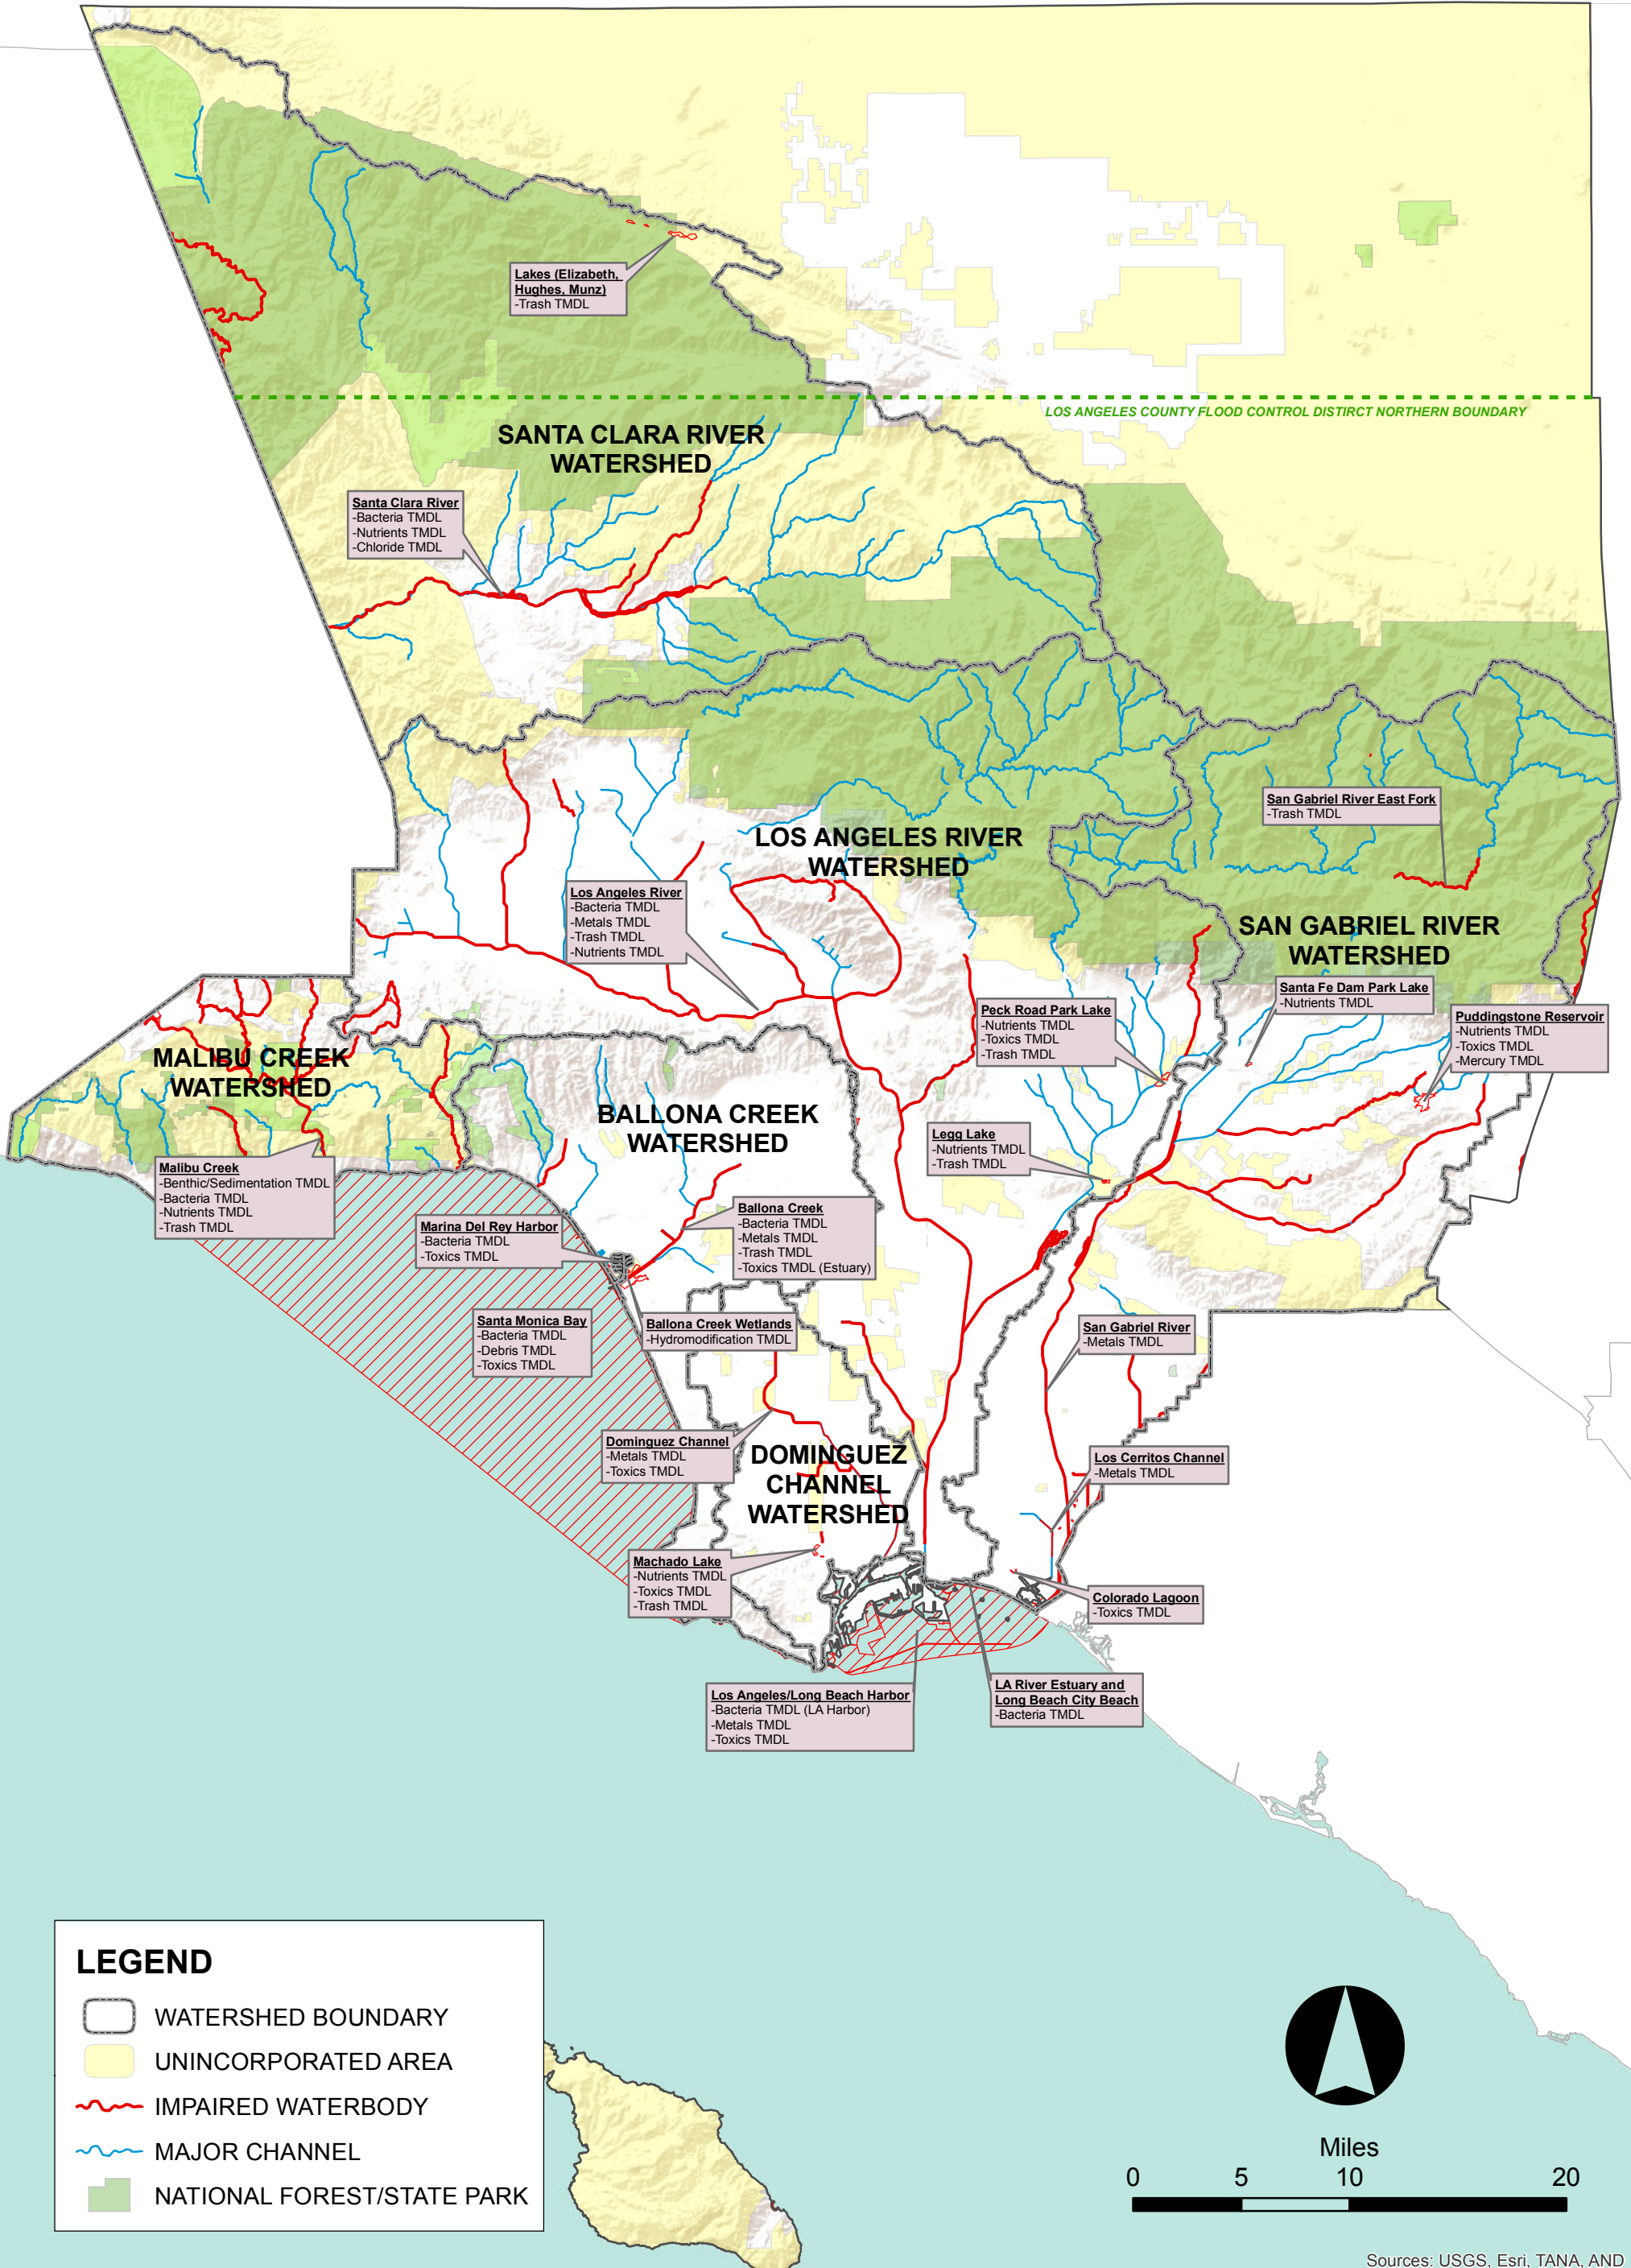 Lakes (Elizabeth,
Hughes, Munz)
-Trash TMDL
LOS ANGELES COUNTY FLOOD CONTROL DISTIRCT NORTHERN BOUNDARY
SANTA CLARA RIVER
WATERSHED
Santa Clara River
-Bacteria TMDL
-Nutrients TMDL
-Chloride TMDL
San Gabriel River East Fork
-Trash TMDL
LOS ANGELES RIVER
WATERSHED
Los Angeles River
-Bacteria TMDL
-Metals TMDL
-Trash TMDL
-Nutrients TMDL
SAN GABRIEL RIVER
WATERSHED
Santa Fe Dam Park Lake
-Nutrients TMDL
Peck Road Park Lake
-Nutrients TMDL
-Toxics TMDL
-Trash TMDL
Puddingstone Reservoir
-Nutrients TMDL
-Toxics TMDL
-Mercury TMDL
MALIBU CREEK
WATERSHED
BALLONA CREEK
WATERSHED
Legg Lake
-Nutrients TMDL
-Trash TMDL
Malibu Creek
-Benthic/Sedimentation TMDL
-Bacteria TMDL
-Nutrients TMDL
-Trash TMDL
Marina Del Rey Harbor
-Bacteria TMDL
-Toxics TMDL
Ballona Creek
-Bacteria TMDL
-Metals TMDL
-Trash TMDL
-Toxics TMDL (Estuary)
Santa Monica Bay
-Bacteria TMDL
-Debris TMDL
-Toxics TMDL
Ballona Creek Wetlands
-Hydromodification TMDL
San Gabriel River
-Metals TMDL
Dominguez Channel
-Metals TMDL
-Toxics TMDL
DOMINGUEZ
CHANNEL
WATERSHED
Los Cerritos Channel
-Metals TMDL
Machado Lake
-Nutrients TMDL
-Toxics TMDL
-Trash TMDL
Colorado Lagoon
-Toxics TMDL
Los Angeles/Long Beach Harbor
-Bacteria TMDL (LA Harbor)
-Metals TMDL
-Toxics TMDL
LA River Estuary and
Long Beach City Beach
-Bacteria TMDL
LEGEND
WATERSHED BOUNDARY
UNINCORPORATED AREA
IMPAIRED WATERBODY
MAJOR CHANNEL
NATIONAL FOREST/STATE PARK
Miles
0 5 10 20
Sources: USGS, Esri, TANA, AND